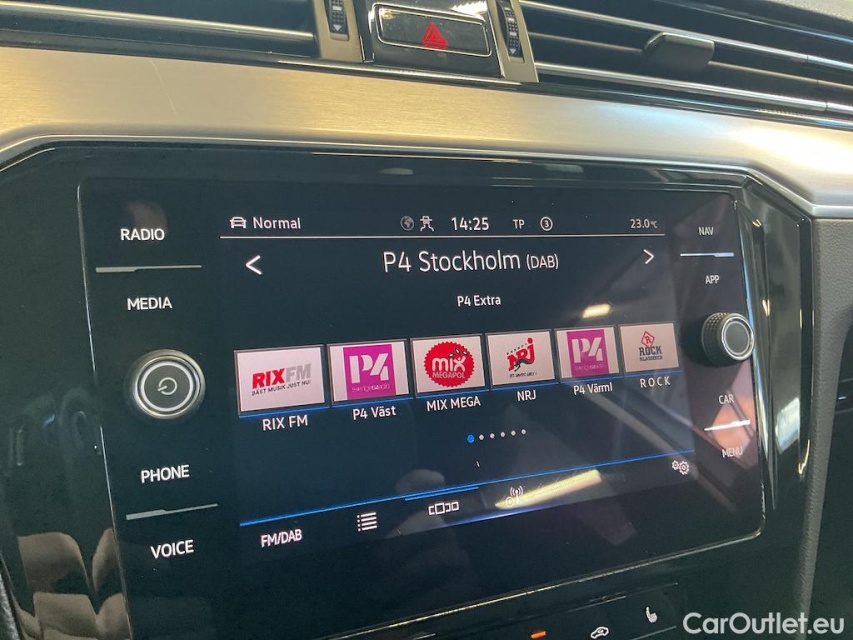 RADIO
MEDIA
PHONE
VOICE
Normal
14:25
TP
3
23.0°C
< P4 Stockholm (DAB) >
P4 Extra
RIX FM
BÄST MUSIK JUST NU!
P4
mix
MEGAPOL
NRJ
P4
ROCK
KLASSIKER
RIX FM
P4 Väst
MIX MEGA
NRJ
P4 Värml
R O C K
FM/DAB
NAV
APP
CAR
MENU
CarOutlet.eu